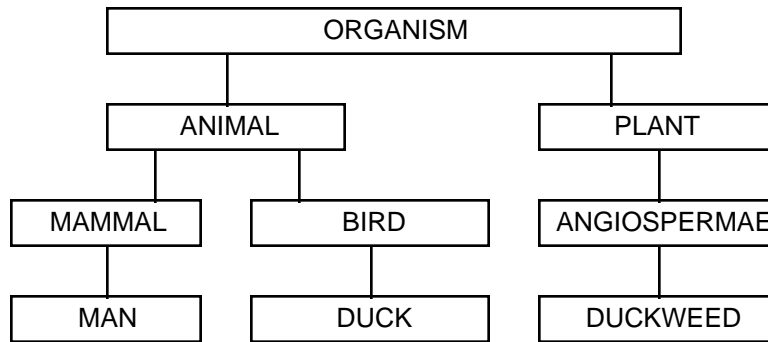 ORGANISM
ANIMAL PLANT
MAMMAL BIRD ANGIOSPERMAE
MAN DUCK DUCKWEED